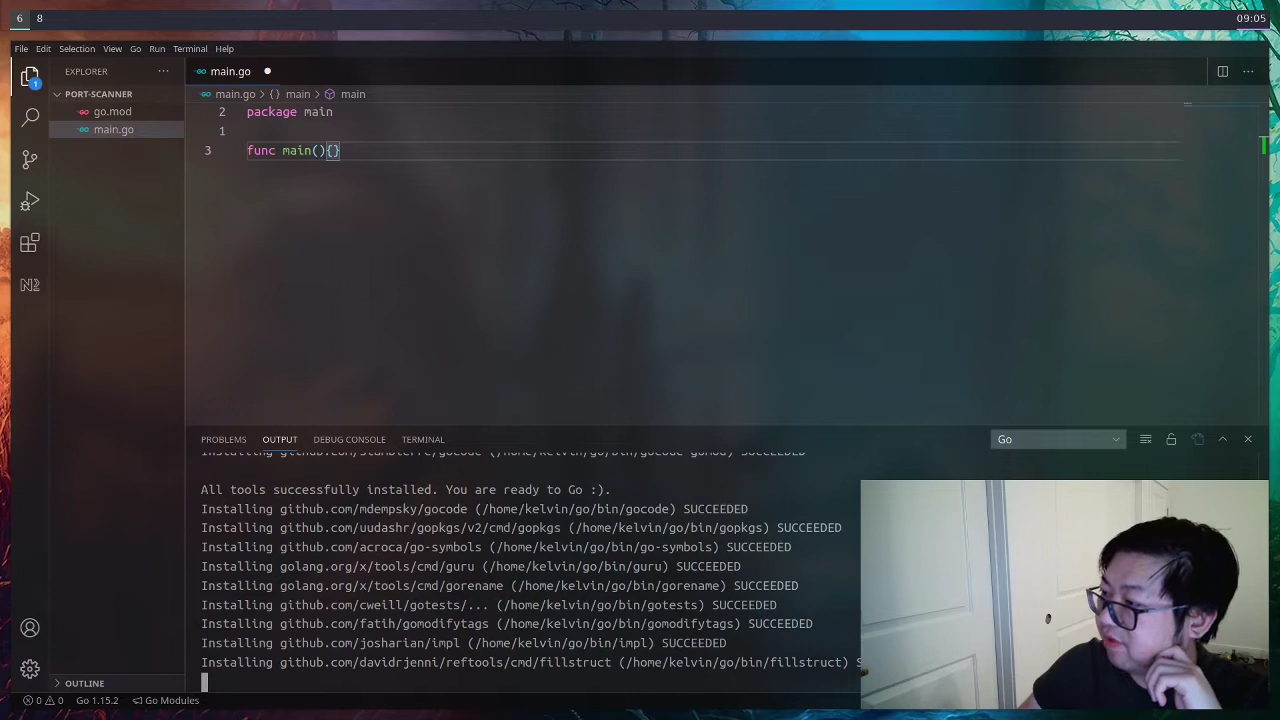 6 8 09:05
File Edit Selection View Go Run Terminal Help
EXPLORER ··· main.go
1
PORT-SCANNER main.go > {} main > main
go.mod
main.go
2 package main
1
3 func main(){}
PROBLEMS OUTPUT DEBUG CONSOLE TERMINAL Go
All tools successfully installed. You are ready to Go :).
Installing github.com/mdempsky/gocode (/home/kelvin/go/bin/gocode) SUCCEEDED
Installing github.com/uudashr/gopkgs/v2/cmd/gopkgs (/home/kelvin/go/bin/gopkgs) SUCCEEDED
Installing github.com/acroca/go-symbols (/home/kelvin/go/bin/go-symbols) SUCCEEDED
Installing golang.org/x/tools/cmd/guru (/home/kelvin/go/bin/guru) SUCCEEDED
Installing golang.org/x/tools/cmd/gorename (/home/kelvin/go/bin/gorename) SUCCEEDED
Installing github.com/cweill/gotests/... (/home/kelvin/go/bin/gotests) SUCCEEDED
Installing github.com/fatih/gomodifytags (/home/kelvin/go/bin/gomodifytags) SUCCEEDED
Installing github.com/josharian/impl (/home/kelvin/go/bin/impl) SUCCEEDED
Installing github.com/davidrjenni/reftools/cmd/fillstruct (/home/kelvin/go/bin/fillstruct) S
OUTLINE
0 0 Go 1.15.2 Go Modules